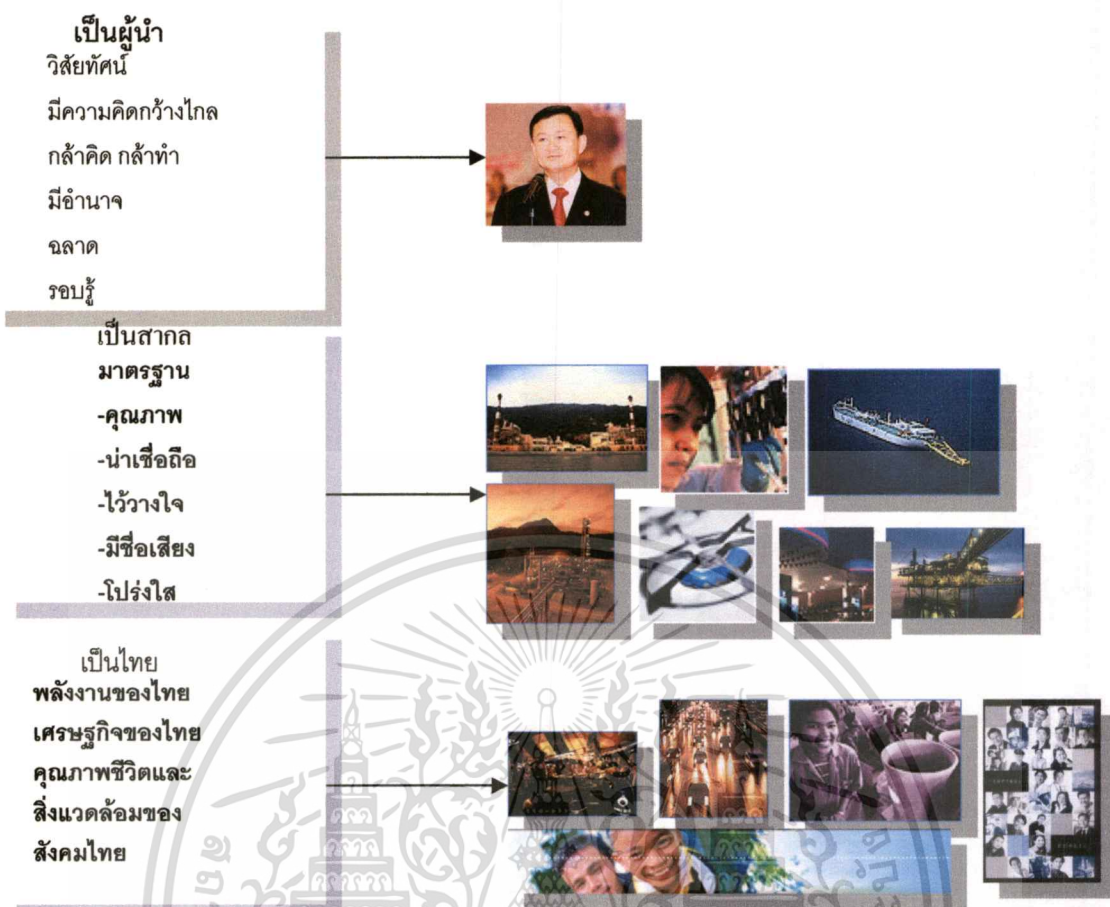 เป็นผู้นำ
วิสัยทัศน์
มีความคิดกว้างไกล
กล้าคิด กล้าทำ
มีอำนาจ
ฉลาด
รอบรู้
เป็นสากล
มาตรฐาน
-คุณภาพ
-น่าเชื่อถือ
-ไว้วางใจ
-มีชื่อเสียง
-โปร่งใส
เป็นไทย
พลังงานของไทย
เศรษฐกิจของไทย
คุณภาพชีวิตและ
สิ่งแวดล้อมของ
สังคมไทย